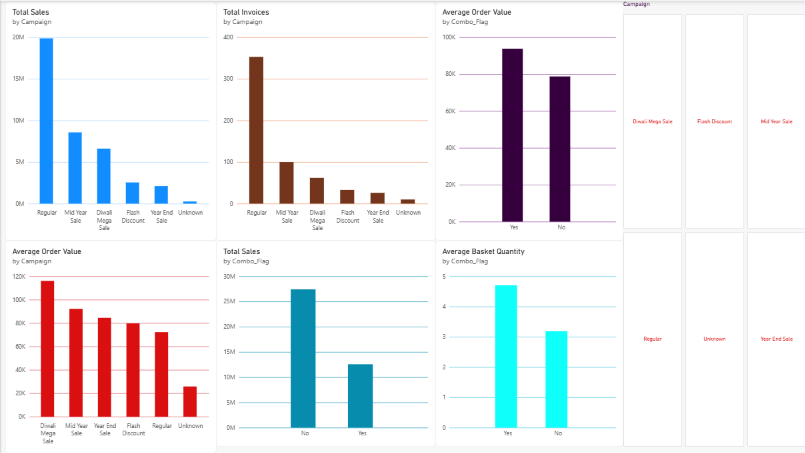 Total Sales
by Campaign
20M
15M
10M
5M
0M
Regular
Mid Year
Sale
Diwali
Mega
Sale
Flash
Discount
Year End
Sale
Unknown
Total Invoices
by Campaign
400
300
200
100
0
Regular
Mid Year
Sale
Diwali
Mega
Sale
Flash
Discount
Year End
Sale
Unknown
Average Order Value
by Combo_Flag
100K
80K
60K
40K
20K
0K
Yes
No
Campaign
Diwali Mega Sale
Flash Discount
Mid Year Sale
Regular
Unknown
Year End Sale
Average Order Value
by Campaign
120K
100K
80K
60K
40K
20K
0K
Diwali
Mega
Sale
Mid Year
Sale
Year End
Sale
Flash
Discount
Regular
Unknown
Total Sales
by Combo_Flag
30M
25M
20M
15M
10M
5M
0M
No
Yes
Average Basket Quantity
by Combo_Flag
5
4
3
2
1
0
Yes
No